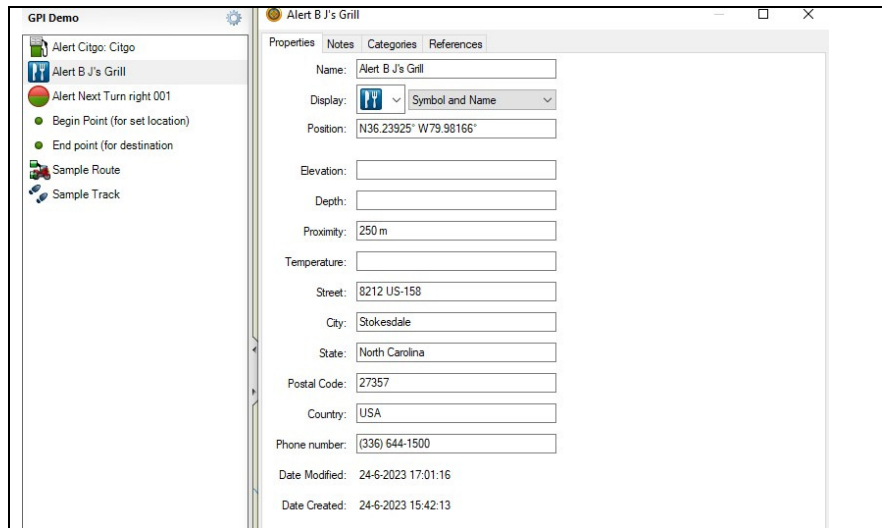 GPI Demo
Alert Citgo: Citgo
Alert B J's Grill
Alert Next Turn right 001
Begin Point (for set location)
End point (for destination
Sample Route
Sample Track
Alert B J's Grill
Properties Notes Categories References
Name: Alert B J's Grill
Display: Symbol and Name
Position: N36.23925° W79.98166°
Elevation:
Depth:
Proximity: 250 m
Temperature:
Street: 8212 US-158
City: Stokesdale
State: North Carolina
Postal Code: 27357
Country: USA
Phone number: (336) 644-1500
Date Modified: 24-6-2023 17:01:16
Date Created: 24-6-2023 15:42:13